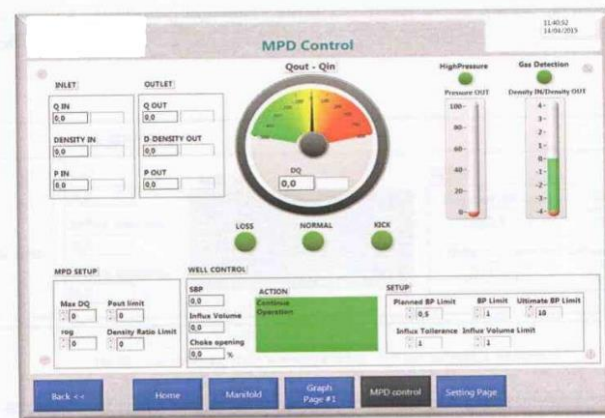 11:40:52
14/04/2015
MPD Control
INLET
Q IN
0,0
DENSITY IN
0,0
P IN
0,0
OUTLET
Q OUT
0,0
D-DENSITY OUT
0,0
P OUT
0,0
Qout - Qin
DQ
0,0
LOSS NORMAL KICK
HighPressure
Pressure OUT
100-
80-
60-
40-
20-
0-
Gas Detection
Density IN/Density OUT
4-
3-
2-
1-
0
-1-
-2-
-3-
-4-
MPD SETUP
Max DQ Pout limit
0 0
rog Density Ratio Limit
0 0
WELL CONTROL
SBP
0,0
Influx Volume
0,0
Choke opening
0,0 %
ACTION
Continue
Operation
SETUP
Planned BP Limit BP Limit Ultimate BP Limit
0,5 1 10
Influx Tollerance Influx Volume Limit
1 1
Back << Home Manifold Graph Page #1 MPD control Setting Page